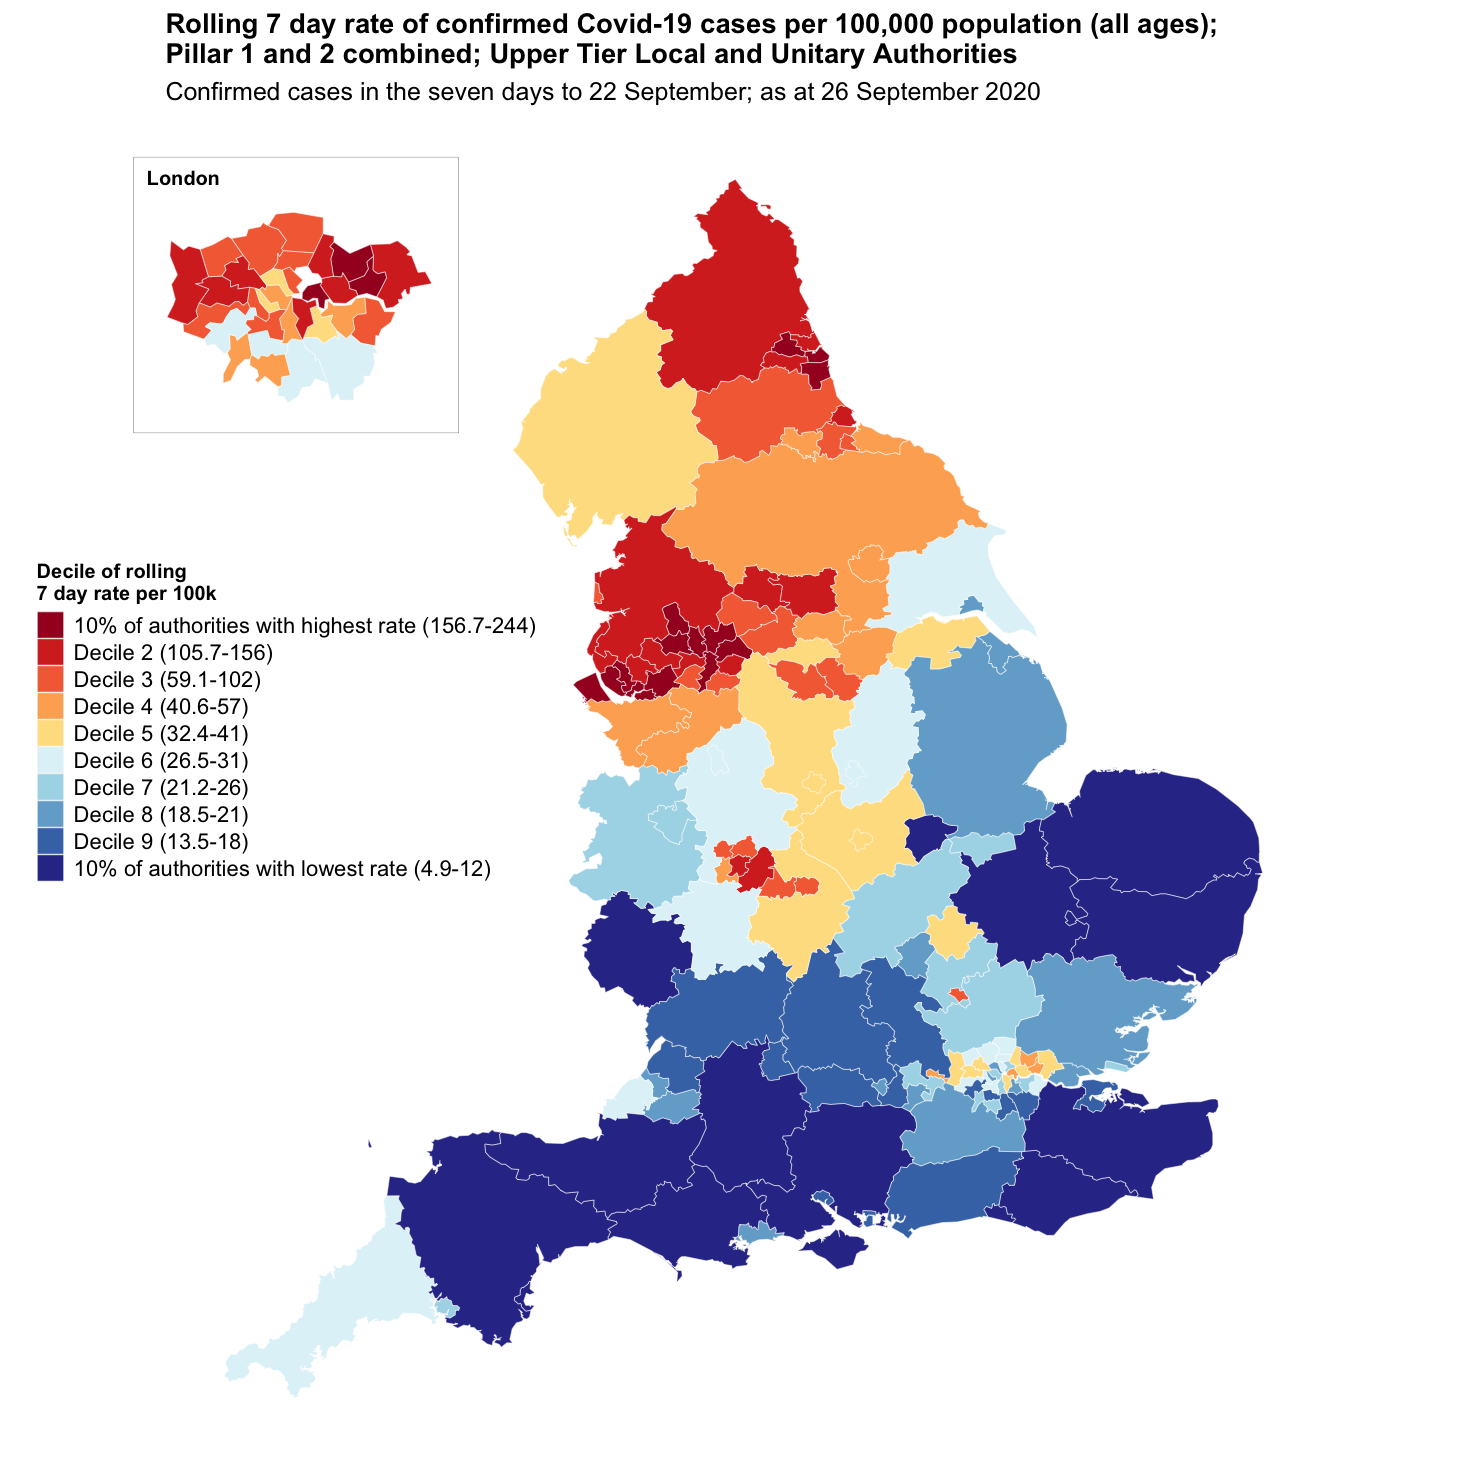 Rolling 7 day rate of confirmed Covid-19 cases per 100,000 population (all ages);
Pillar 1 and 2 combined; Upper Tier Local and Unitary Authorities
Confirmed cases in the seven days to 22 September; as at 26 September 2020
London
Decile of rolling
7 day rate per 100k
10% of authorities with highest rate (156.7-244)
Decile 2 (105.7-156)
Decile 3 (59.1-102)
Decile 4 (40.6-57)
Decile 5 (32.4-41)
Decile 6 (26.5-31)
Decile 7 (21.2-26)
Decile 8 (18.5-21)
Decile 9 (13.5-18)
10% of authorities with lowest rate (4.9-12)